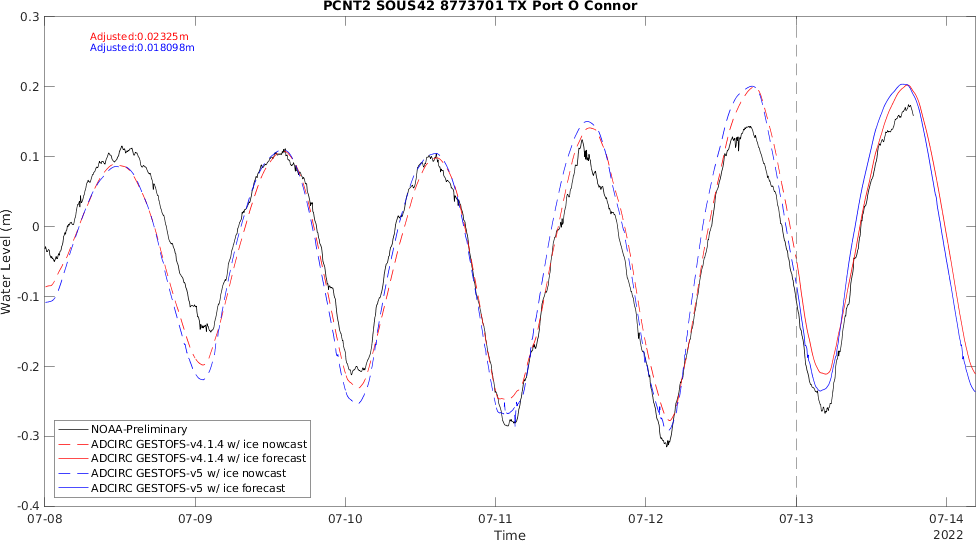 PCNT2 SOUS42 8773701 TX Port O Connor
0.3
Adjusted:0.02325m
Adjusted:0.018098m
0.2
0.1
0
-0.1
-0.2
-0.3
-0.4
Water Level (m)
NOAA-Preliminary
ADCIRC GESTOFS-v4.1.4 w/ ice nowcast
ADCIRC GESTOFS-v4.1.4 w/ ice forecast
ADCIRC GESTOFS-v5 w/ ice nowcast
ADCIRC GESTOFS-v5 w/ ice forecast
07-08 07-09 07-10 07-11 07-12 07-13 07-14
Time
2022